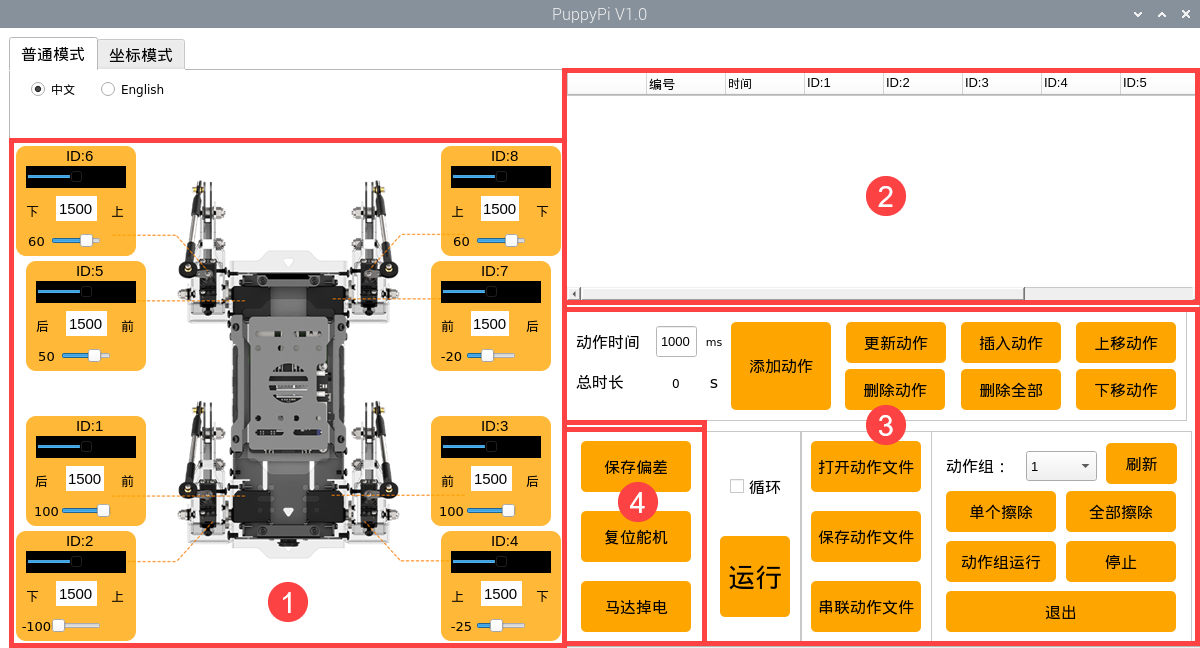 PuppyPi V1.0
普通模式 坐标模式
中文 English
编号 时间 ID:1 ID:2 ID:3 ID:4 ID:5
ID:6
下 1500 上
60
ID:8
上 1500 下
60
ID:5
后 1500 前
50
ID:7
前 1500 后
-20
ID:1
后 1500 前
100
ID:3
前 1500 后
100
ID:2
下 1500 上
-100
ID:4
上 1500 下
-25
1
2
动作时间 1000 ms
总时长 0 S
添加动作
更新动作 插入动作 上移动作
删除动作 删除全部 下移动作
3
保存偏差
4
复位舵机
马达掉电
循环
运行
打开动作文件
保存动作文件
串联动作文件
动作组： 1 刷新
单个擦除 全部擦除
动作组运行 停止
退出